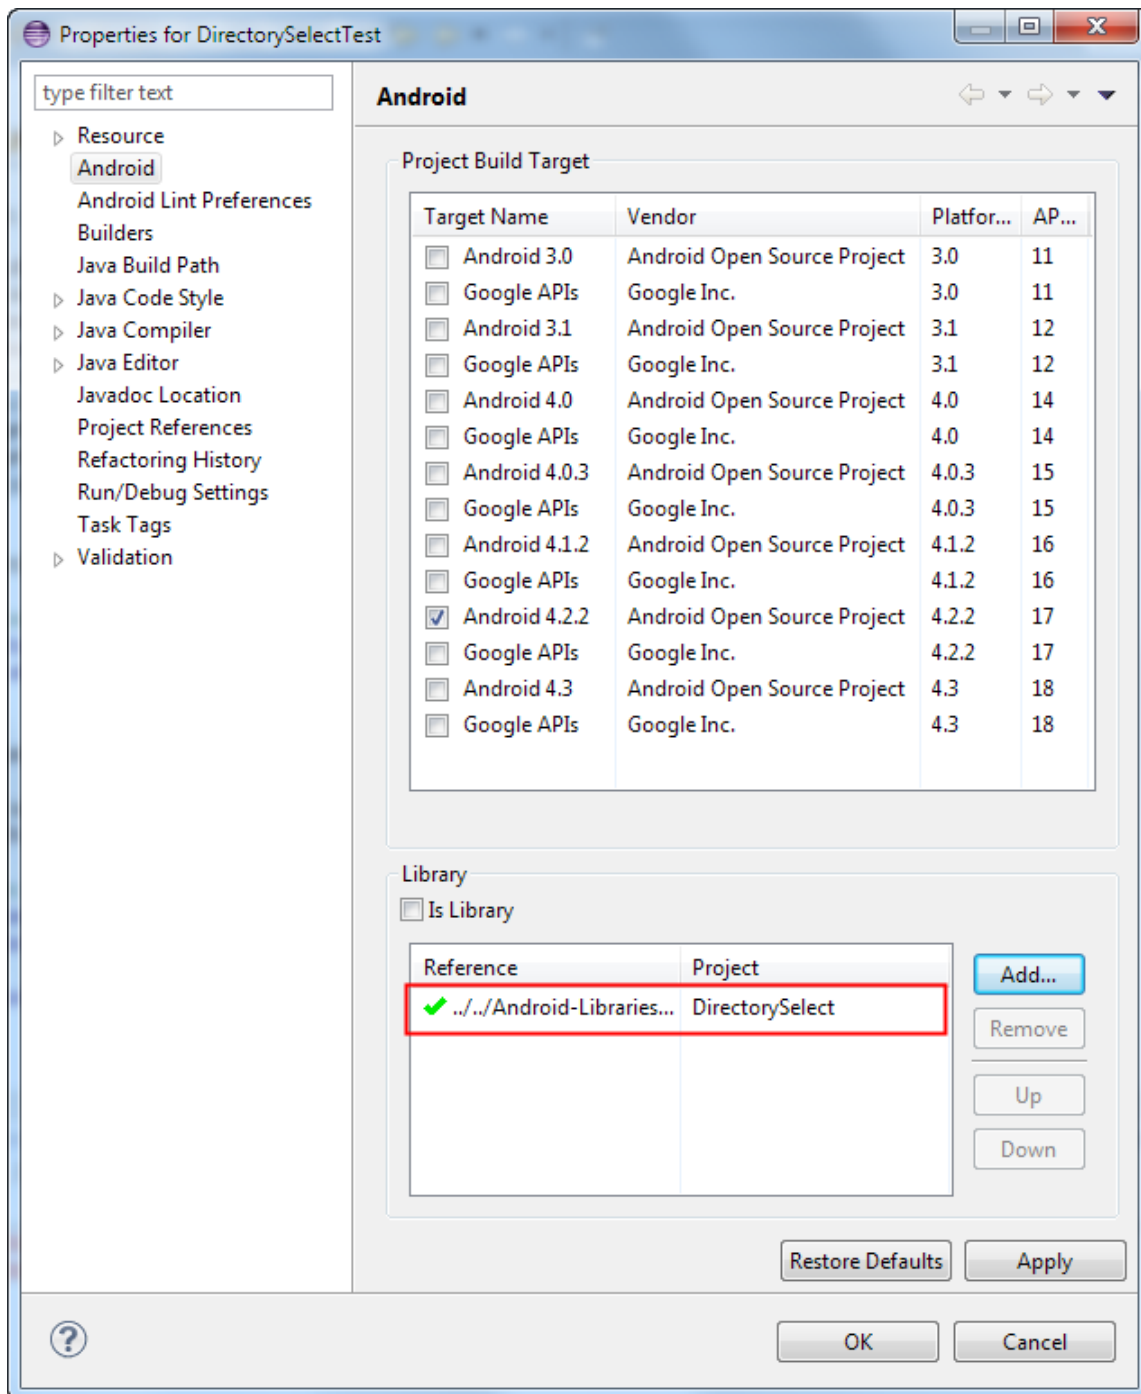 Properties for DirectorySelectTest
type filter text
Resource
Android
Android Lint Preferences
Builders
Java Build Path
Java Code Style
Java Compiler
Java Editor
Javadoc Location
Project References
Refactoring History
Run/Debug Settings
Task Tags
Validation
Android
Project Build Target
Target Name Vendor Platfor... AP...
Android 3.0 Android Open Source Project 3.0 11
Google APIs Google Inc. 3.0 11
Android 3.1 Android Open Source Project 3.1 12
Google APIs Google Inc. 3.1 12
Android 4.0 Android Open Source Project 4.0 14
Google APIs Google Inc. 4.0 14
Android 4.0.3 Android Open Source Project 4.0.3 15
Google APIs Google Inc. 4.0.3 15
Android 4.1.2 Android Open Source Project 4.1.2 16
Google APIs Google Inc. 4.1.2 16
Android 4.2.2 Android Open Source Project 4.2.2 17
Google APIs Google Inc. 4.2.2 17
Android 4.3 Android Open Source Project 4.3 18
Google APIs Google Inc. 4.3 18
Library
Is Library
Reference Project
../../Android-Libraries... DirectorySelect
Add...
Remove
Up
Down
Restore Defaults Apply
? OK Cancel